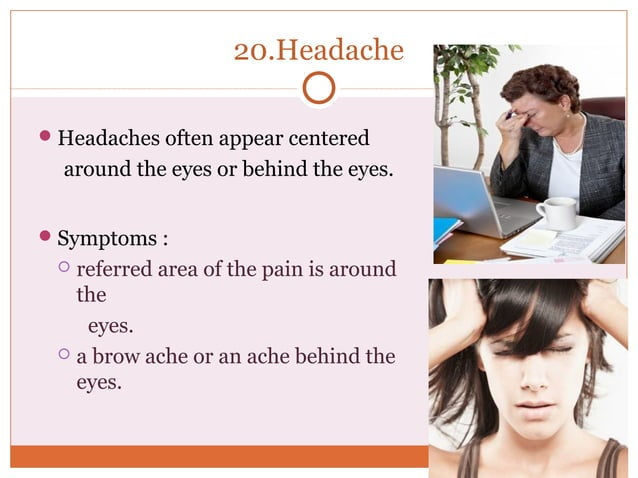 20.Headache
Headaches often appear centered
around the eyes or behind the eyes.
Symptoms :
referred area of the pain is around
the
eyes.
a brow ache or an ache behind the
eyes.